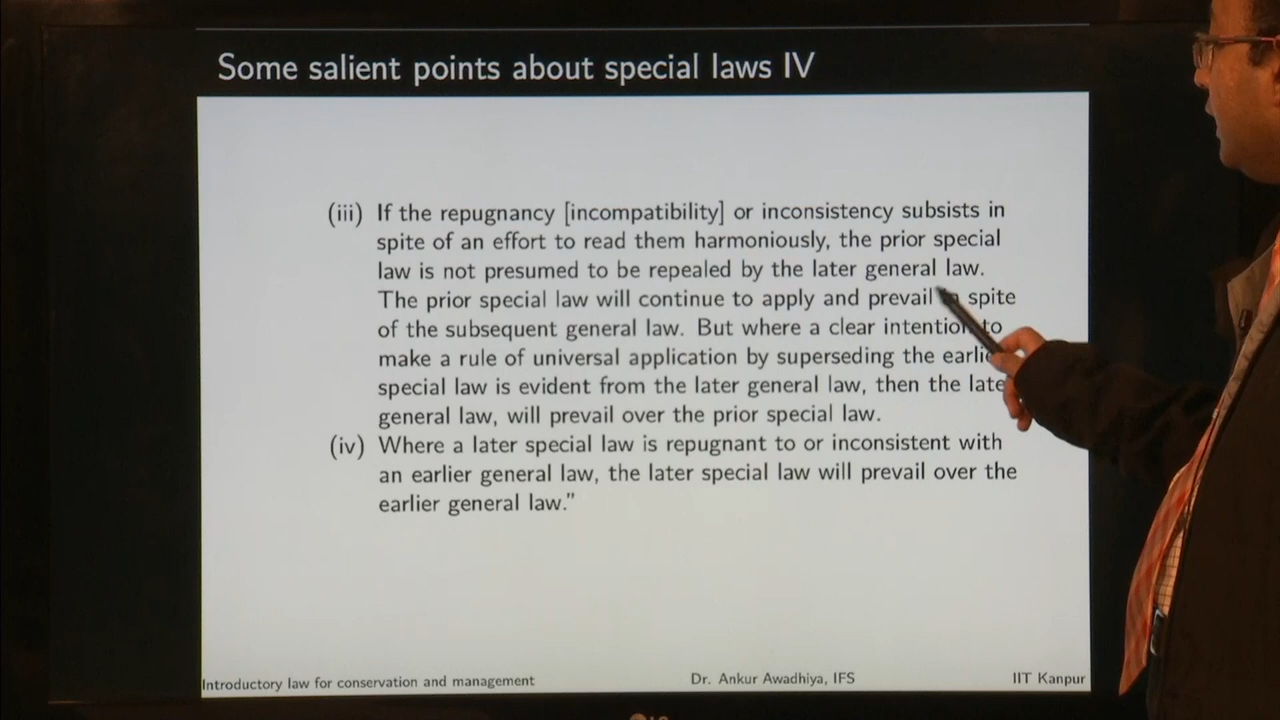 Some salient points about special laws IV
(iii) If the repugnancy [incompatibility] or inconsistency subsists in
spite of an effort to read them harmoniously, the prior special
law is not presumed to be repealed by the later general law.
The prior special law will continue to apply and prevail spite
of the subsequent general law. But where a clear intention to
make a rule of universal application by superseding the
special law is evident from the later general law, then the
general law, will prevail over the prior special law.
(iv) Where a later special law is repugnant to or inconsistent with
an earlier general law, the later special law will prevail over the
earlier general law."
Introductory law for conservation and management
Dr. Ankur Awadhiya, IFS
IIT Kanpur